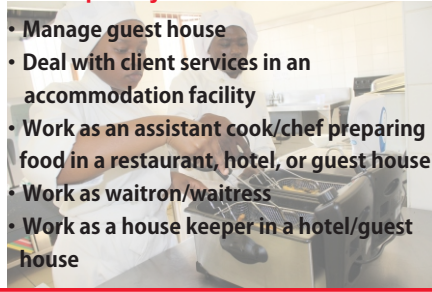 • Manage guest house
• Deal with client services in an
accommodation facility
• Work as an assistant cook/chef preparing
food in a restaurant, hotel, or guest house
• Work as waitron/waitress
• Work as a house keeper in a hotel/guest
house